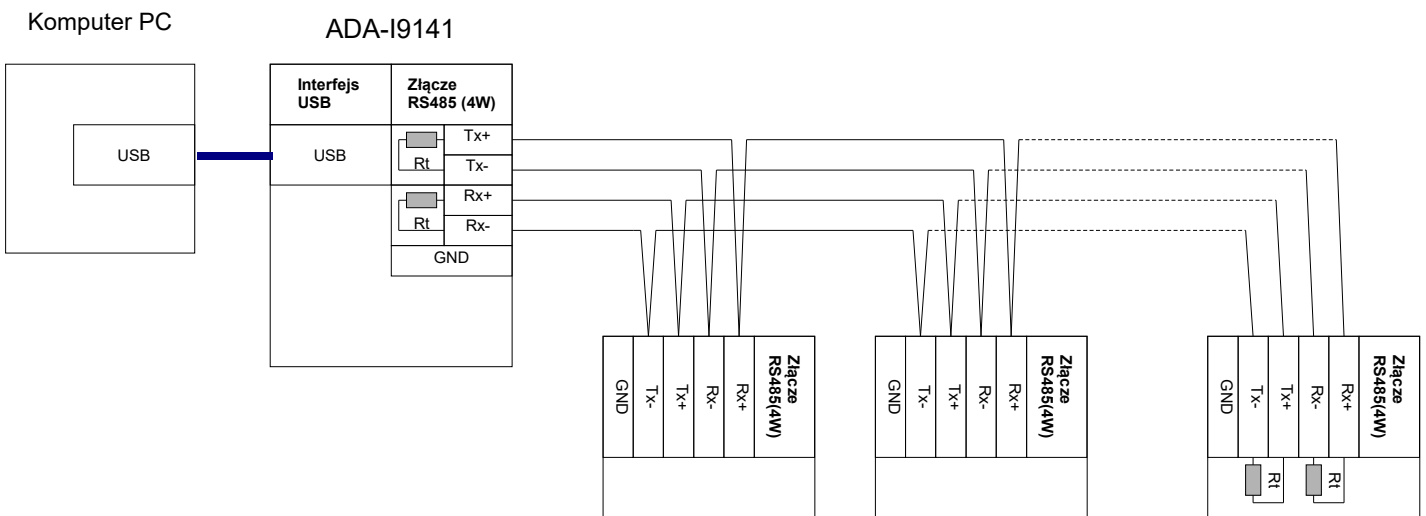 Komputer PC
ADA-I9141
Interfejs
USB
Złącze
RS485 (4W)
USB
USB
Rt
Tx+
Tx-
Rt
Rx+
Rx-
GND
GND
Tx-
Tx+
Rx-
Rx+
Złącze
RS485(4W)
GND
Tx-
Tx+
Rx-
Rx+
Złącze
RS485(4W)
GND
Tx-
Tx+
Rx-
Rx+
Złącze
RS485(4W)
Rt
Rt